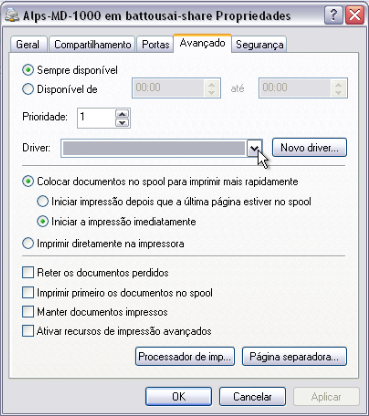 Alps-MD-1000 em battousai-share Propriedades
Geral Compartilhamento Portas Avançado Segurança
Sempre disponível
Disponível de 00:00 até 00:00
Prioridade: 1
Driver: Novo driver...
Colocar documentos no spool para imprimir mais rapidamente
Iniciar impressão depois que a última página estiver no spool
Iniciar a impressão imediatamente
Imprimir diretamente na impressora
Reter os documentos perdidos
Imprimir primeiro os documentos no spool
Manter documentos impressos
Ativar recursos de impressão avançados
Processador de imp... Página separadora...
OK Cancelar Aplicar